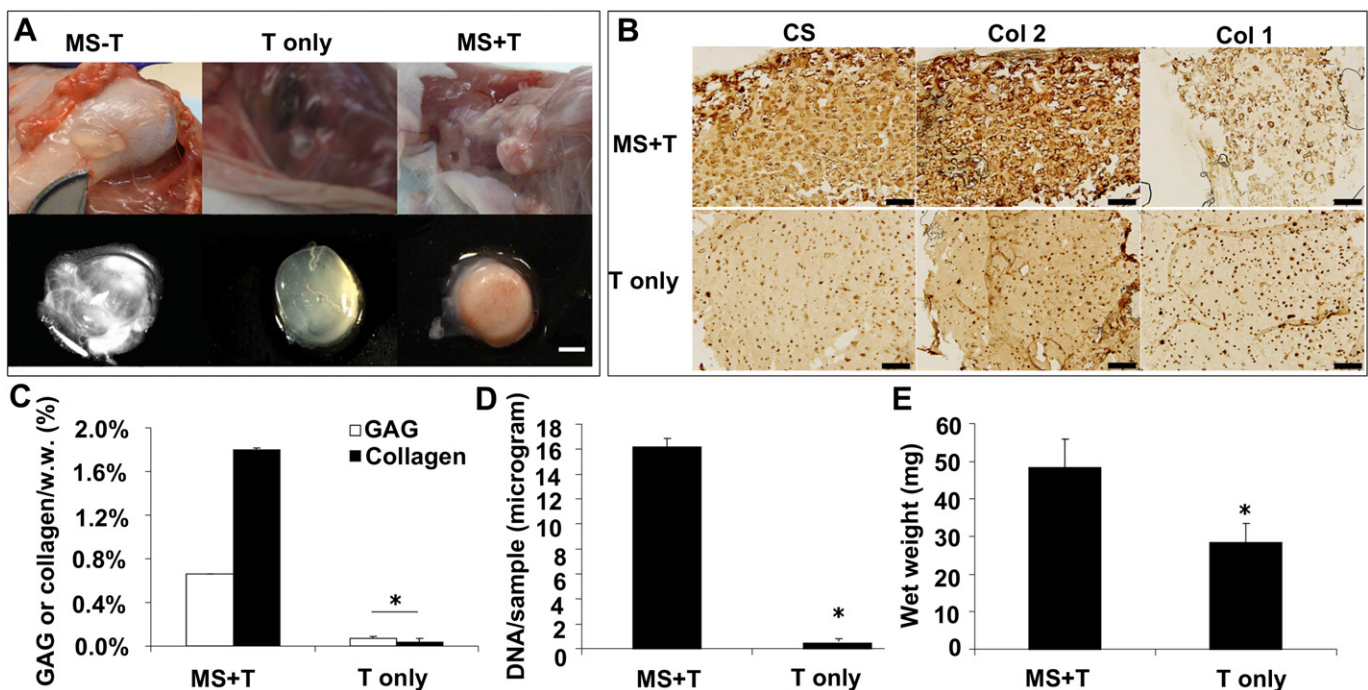 A
MS-T T only MS+T
B
CS Col 2 Col 1
MS+T
T only
C
GAG or collagen/w.w. (%)
2.0%
1.6%
1.2%
0.8%
0.4%
0.0%
GAG
Collagen
*
MS+T T only
D
DNA/sample (microgram)
18
16
14
12
10
8
6
4
2
0
*
MS+T T only
E
Wet weight (mg)
60
50
40
30
20
10
0
*
MS+T T only